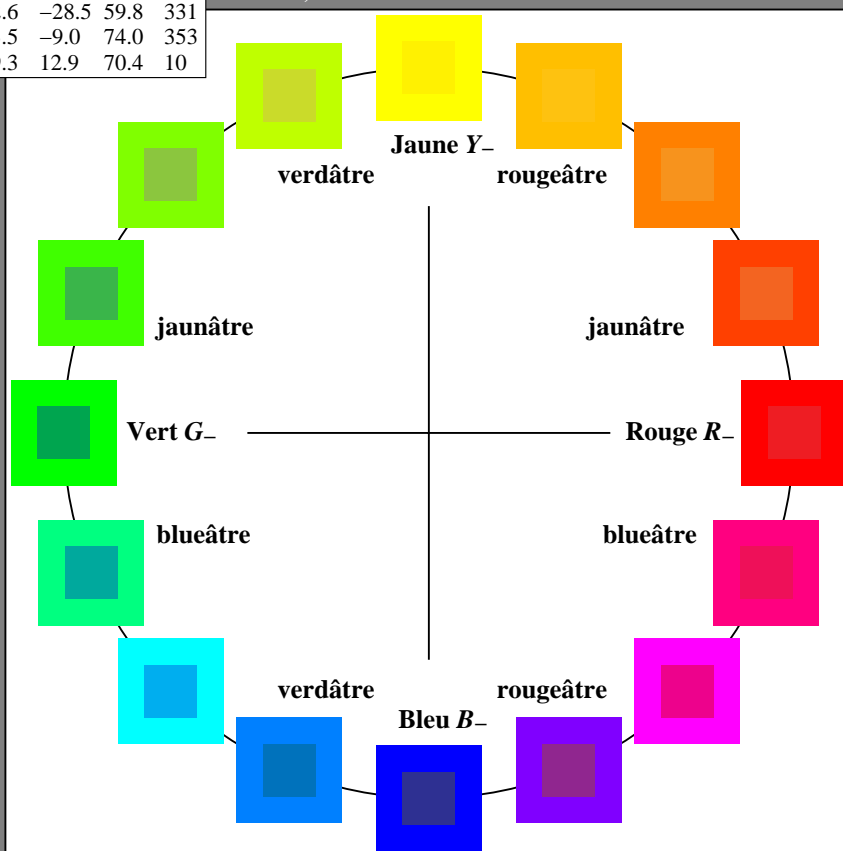 –28.5 59.8 331
–9.0 74.0 353
12.9 70.4 10
Jaune Y–
verdâtre rougeâtre
jaunâtre jaunâtre
Vert G– Rouge R–
blueâtre blueâtre
verdâtre rougeâtre
Bleu B–